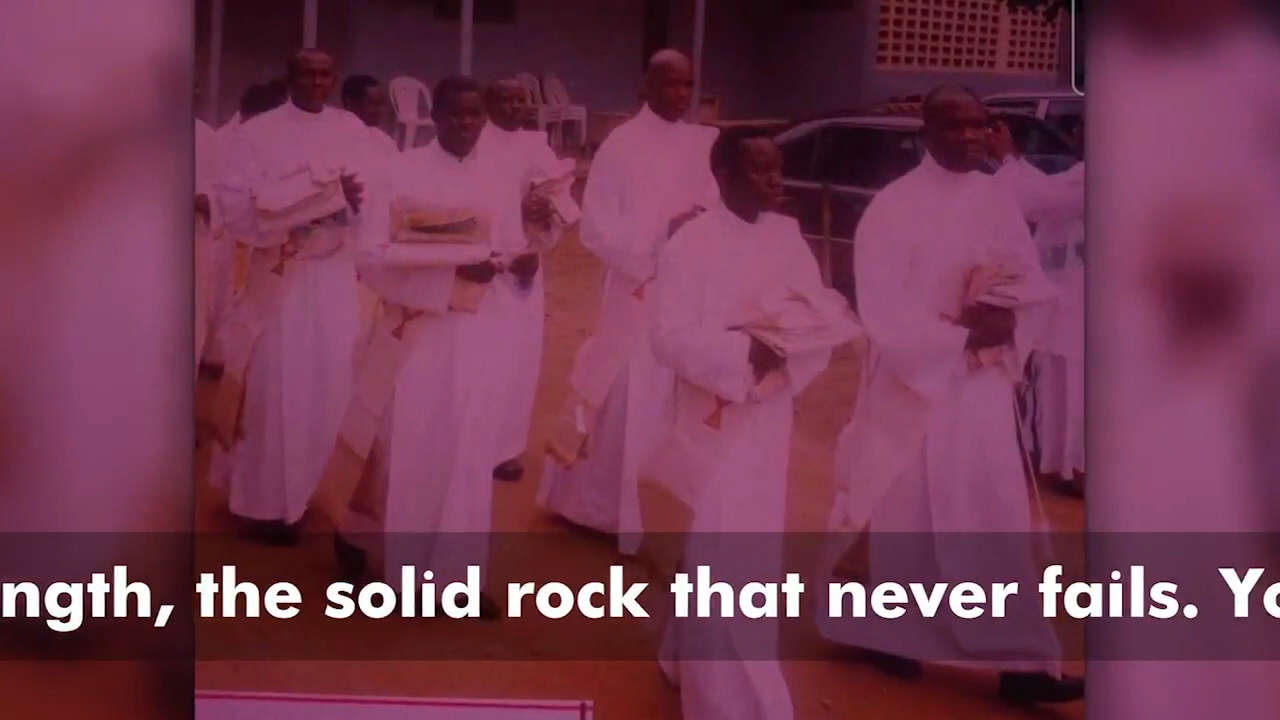 ngth, the solid rock that never fails. Yo